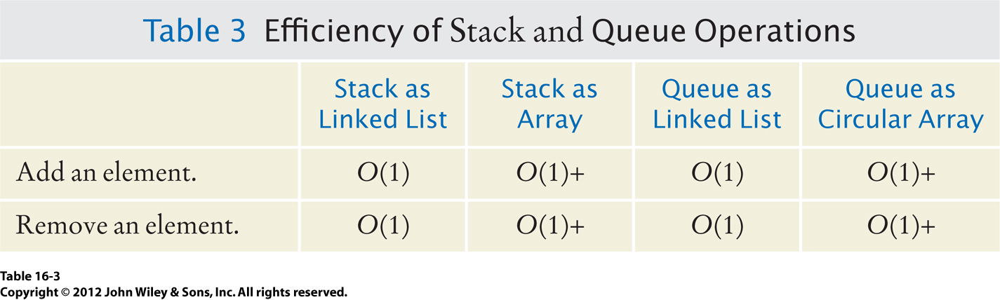 Table 3 Efficiency of Stack and Queue Operations
Stack as Linked List Stack as Array Queue as Linked List Queue as Circular Array
Add an element. O(1) O(1)+ O(1) O(1)+
Remove an element. O(1) O(1)+ O(1) O(1)+
Table 16-3
Copyright © 2012 John Wiley & Sons, Inc. All rights reserved.